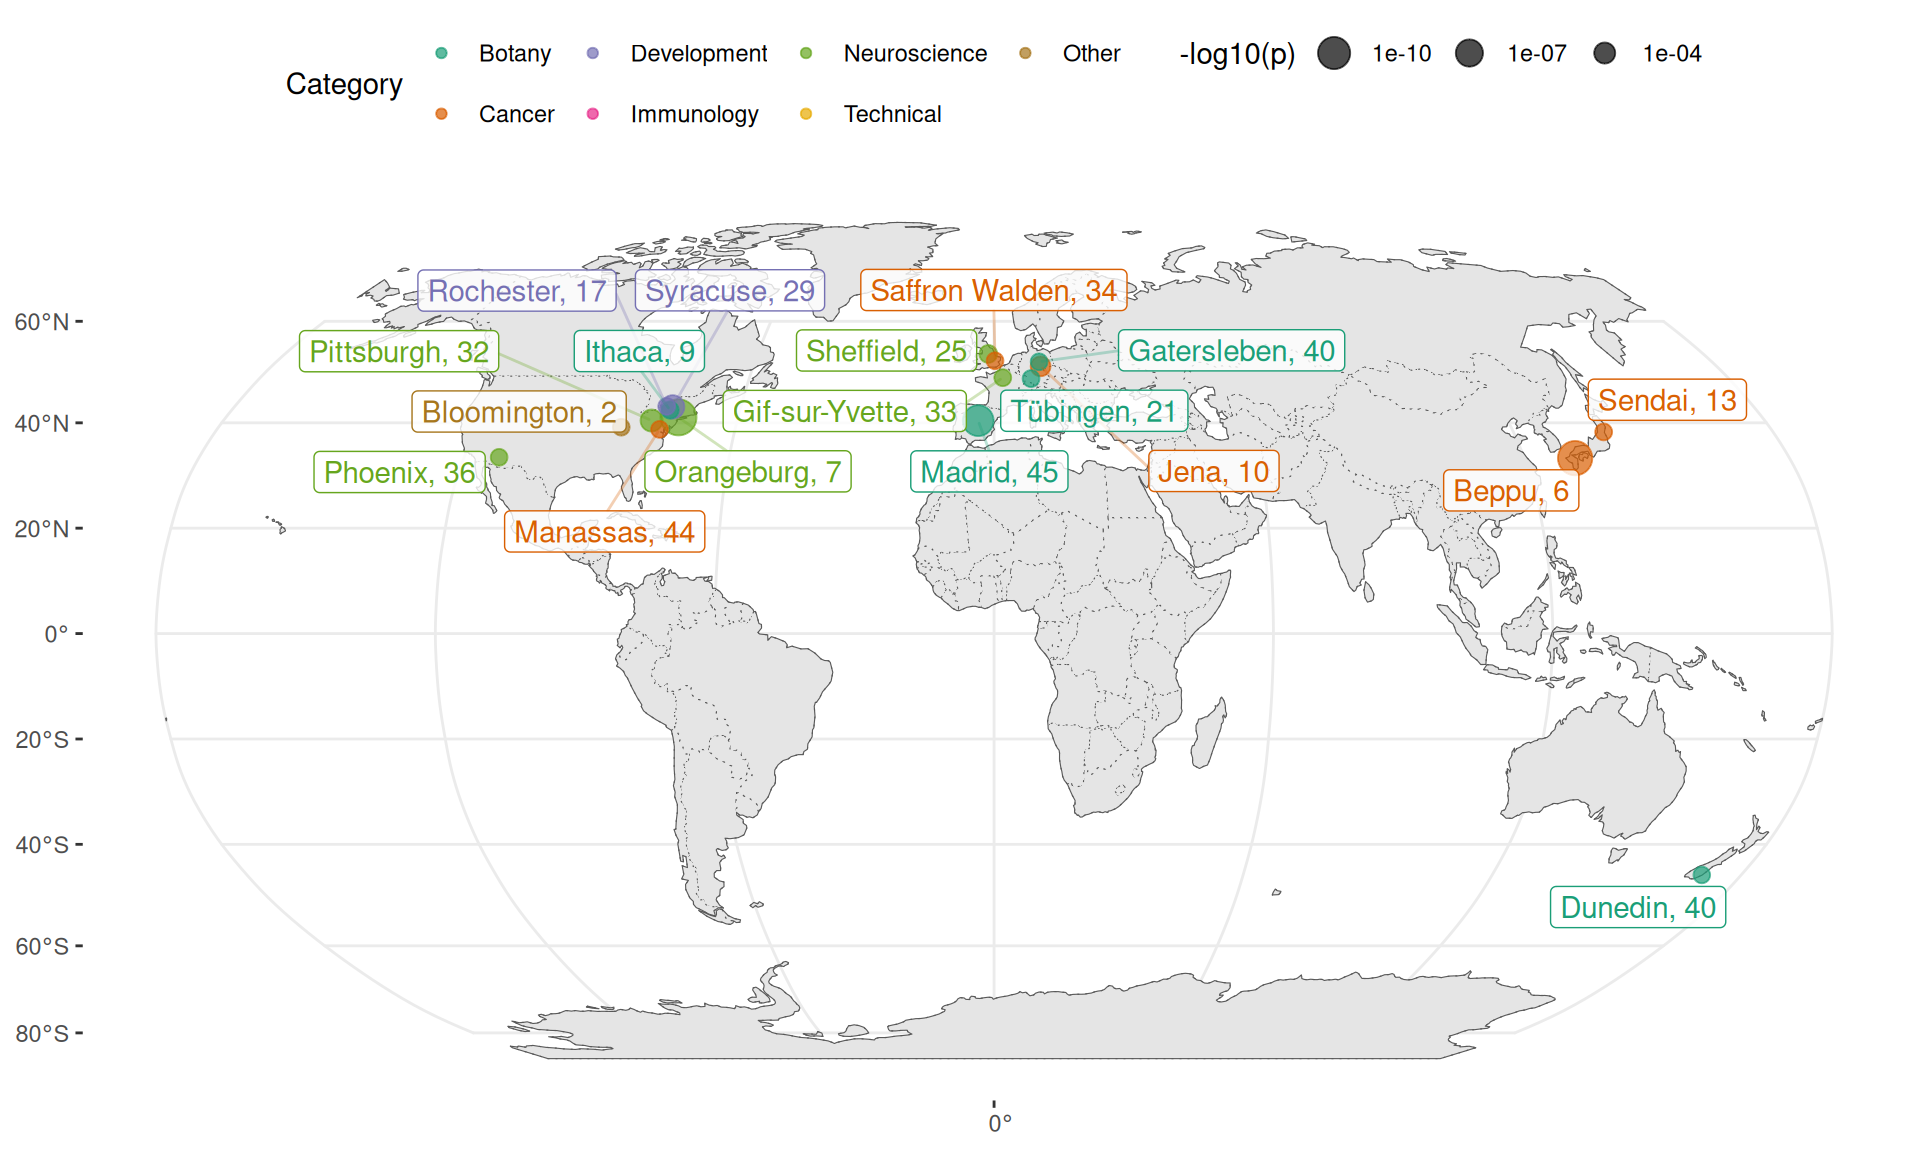 Category
Botany
Development
Neuroscience
Other
Cancer
Immunology
Technical
-log10(p)
1e-10
1e-07
1e-04
Rochester, 17
Syracuse, 29
Saffron Walden, 34
60°N
Pittsburgh, 32
Ithaca, 9
Sheffield, 25
Gatersleben, 40
Sendai, 13
Bloomington, 2
Gif-sur-Yvette, 33
Tübingen, 21
40°N
Phoenix, 36
Orangeburg, 7
Madrid, 45
Jena, 10
Beppu, 6
20°N
Manassas, 44
0°
20°S
40°S
Dunedin, 40
60°S
80°S
0°